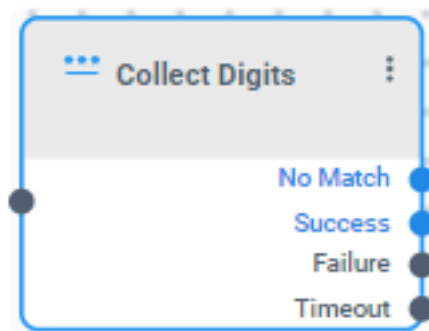 Collect Digits
No Match
Success
Failure
Timeout